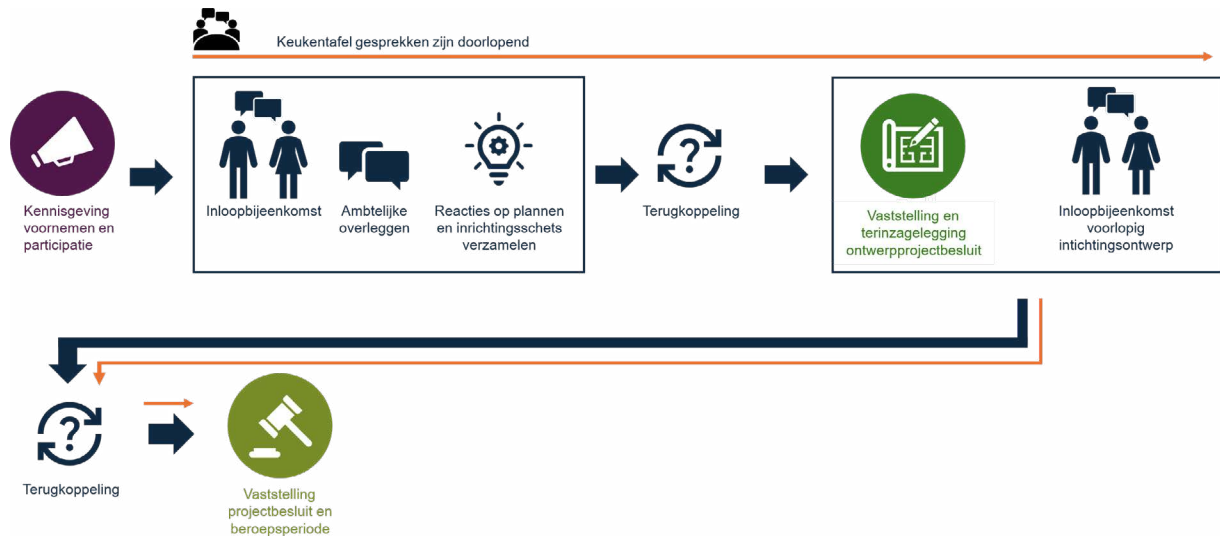 Keukentafel gesprekken zijn doorlopend
Kennisgeving
voornemen en
participatie
Inloopbijeenkomst
Ambtelijke
overleggen
Reacties op plannen
en inrichtingsschets
verzamelen
Terugkoppeling
Vaststelling en
terinzagelegging
ontwerpprojectbesluit
Inloopbijeenkomst
voorlopig
intichtingsontwerp
Terugkoppeling
Vaststelling
projectbesluit en
beroepsperiode